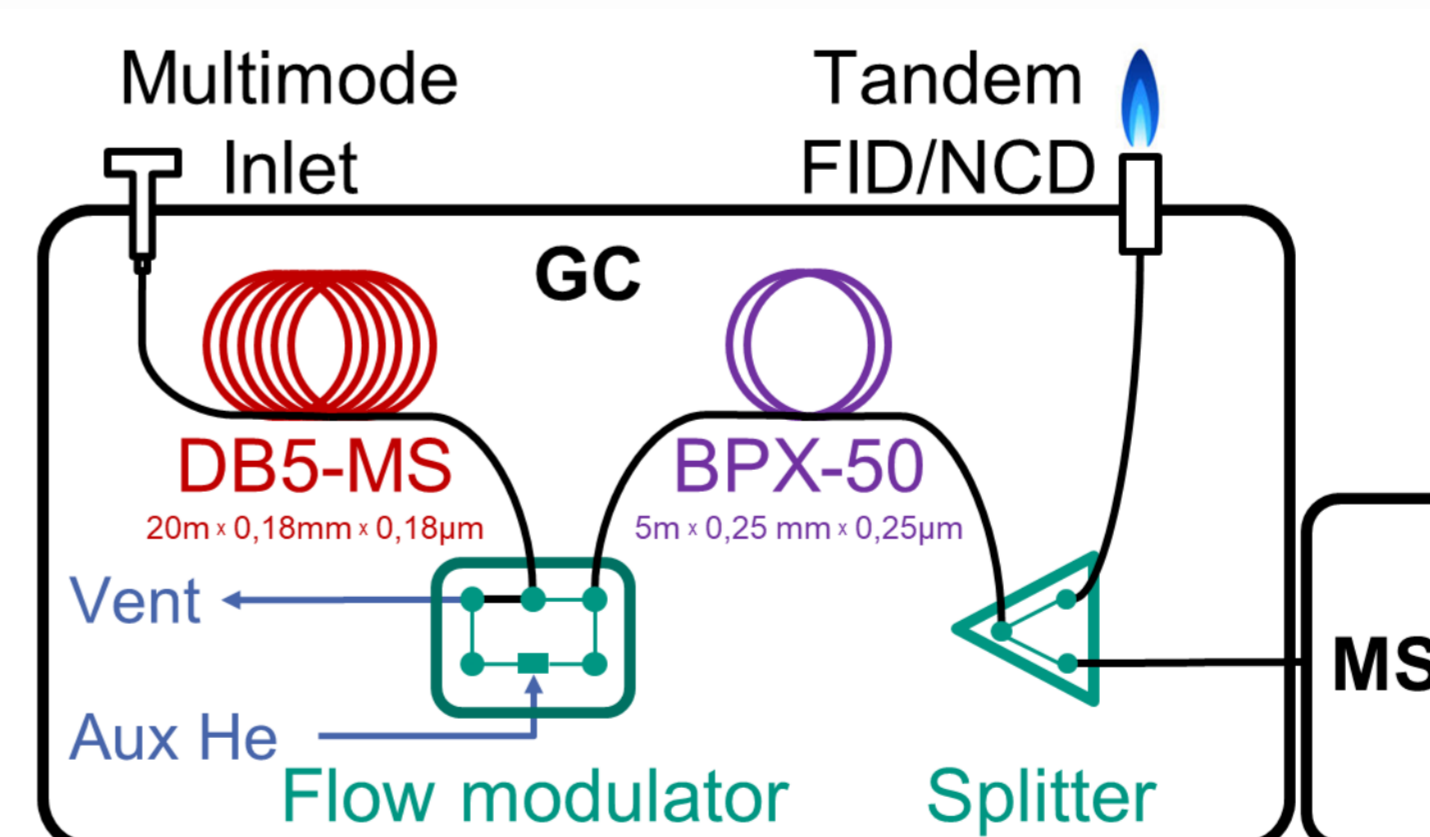 Multimode
Inlet
Tandem
FID/NCD
GC
DB5-MS
20m x 0,18mm x 0,18µm
BPX-50
5m x 0,25 mm x 0,25µm
Vent
Aux He
Flow modulator
Splitter
MS